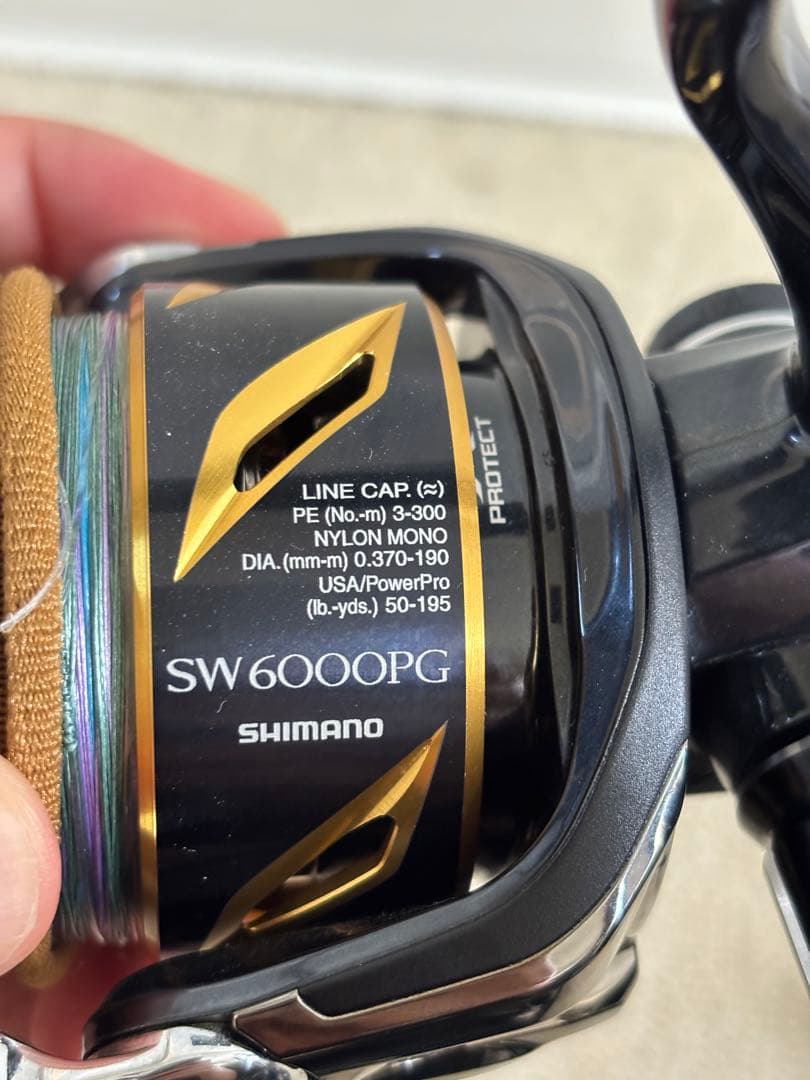 LINE CAP. (≈)
PE (No.-m) 3-300
NYLON MONO
DIA. (mm-m) 0.370-190
USA/PowerPro
(lb.-yds.) 50-195
SW6000PG
SHIMANO
PROTECT